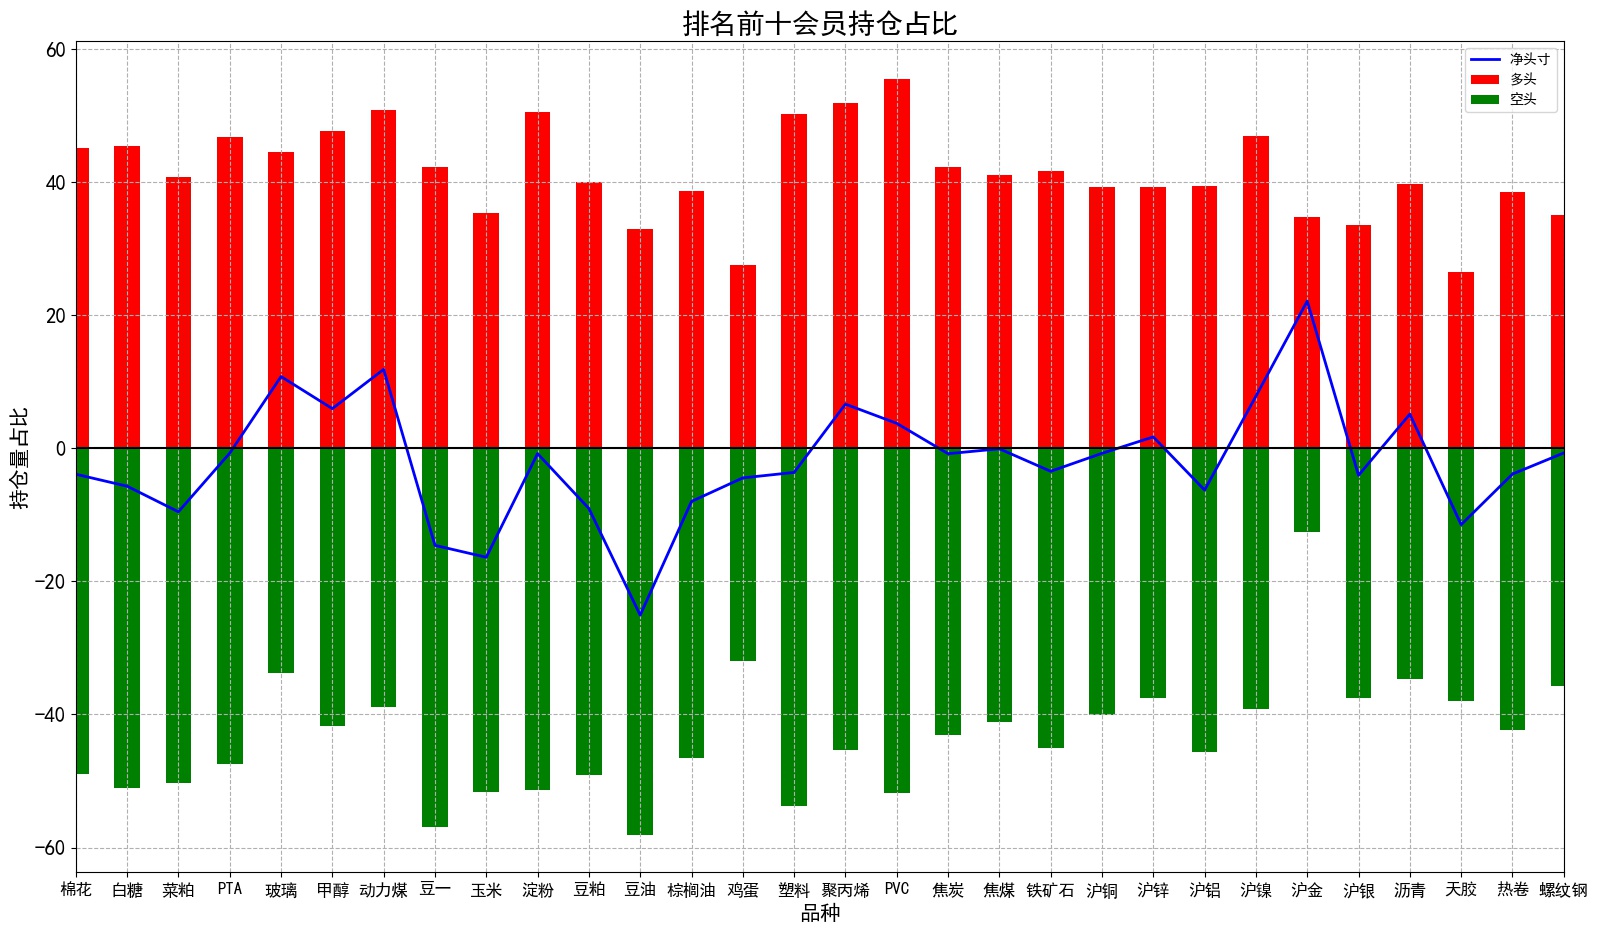 排名前十会员持仓占比
净头寸
多头
空头
持仓量占比
60
40
20
0
−20
−40
−60
棉花 白糖 菜粕 PTA 玻璃 甲醇 动力煤 豆一 玉米 淀粉 豆粕 豆油 棕榈油 鸡蛋 塑料 聚丙烯 PVC 焦炭 焦煤 铁矿石 沪铜 沪锌 沪铝 沪镍 沪金 沪银 沥青 天胶 热卷 螺纹钢
品种